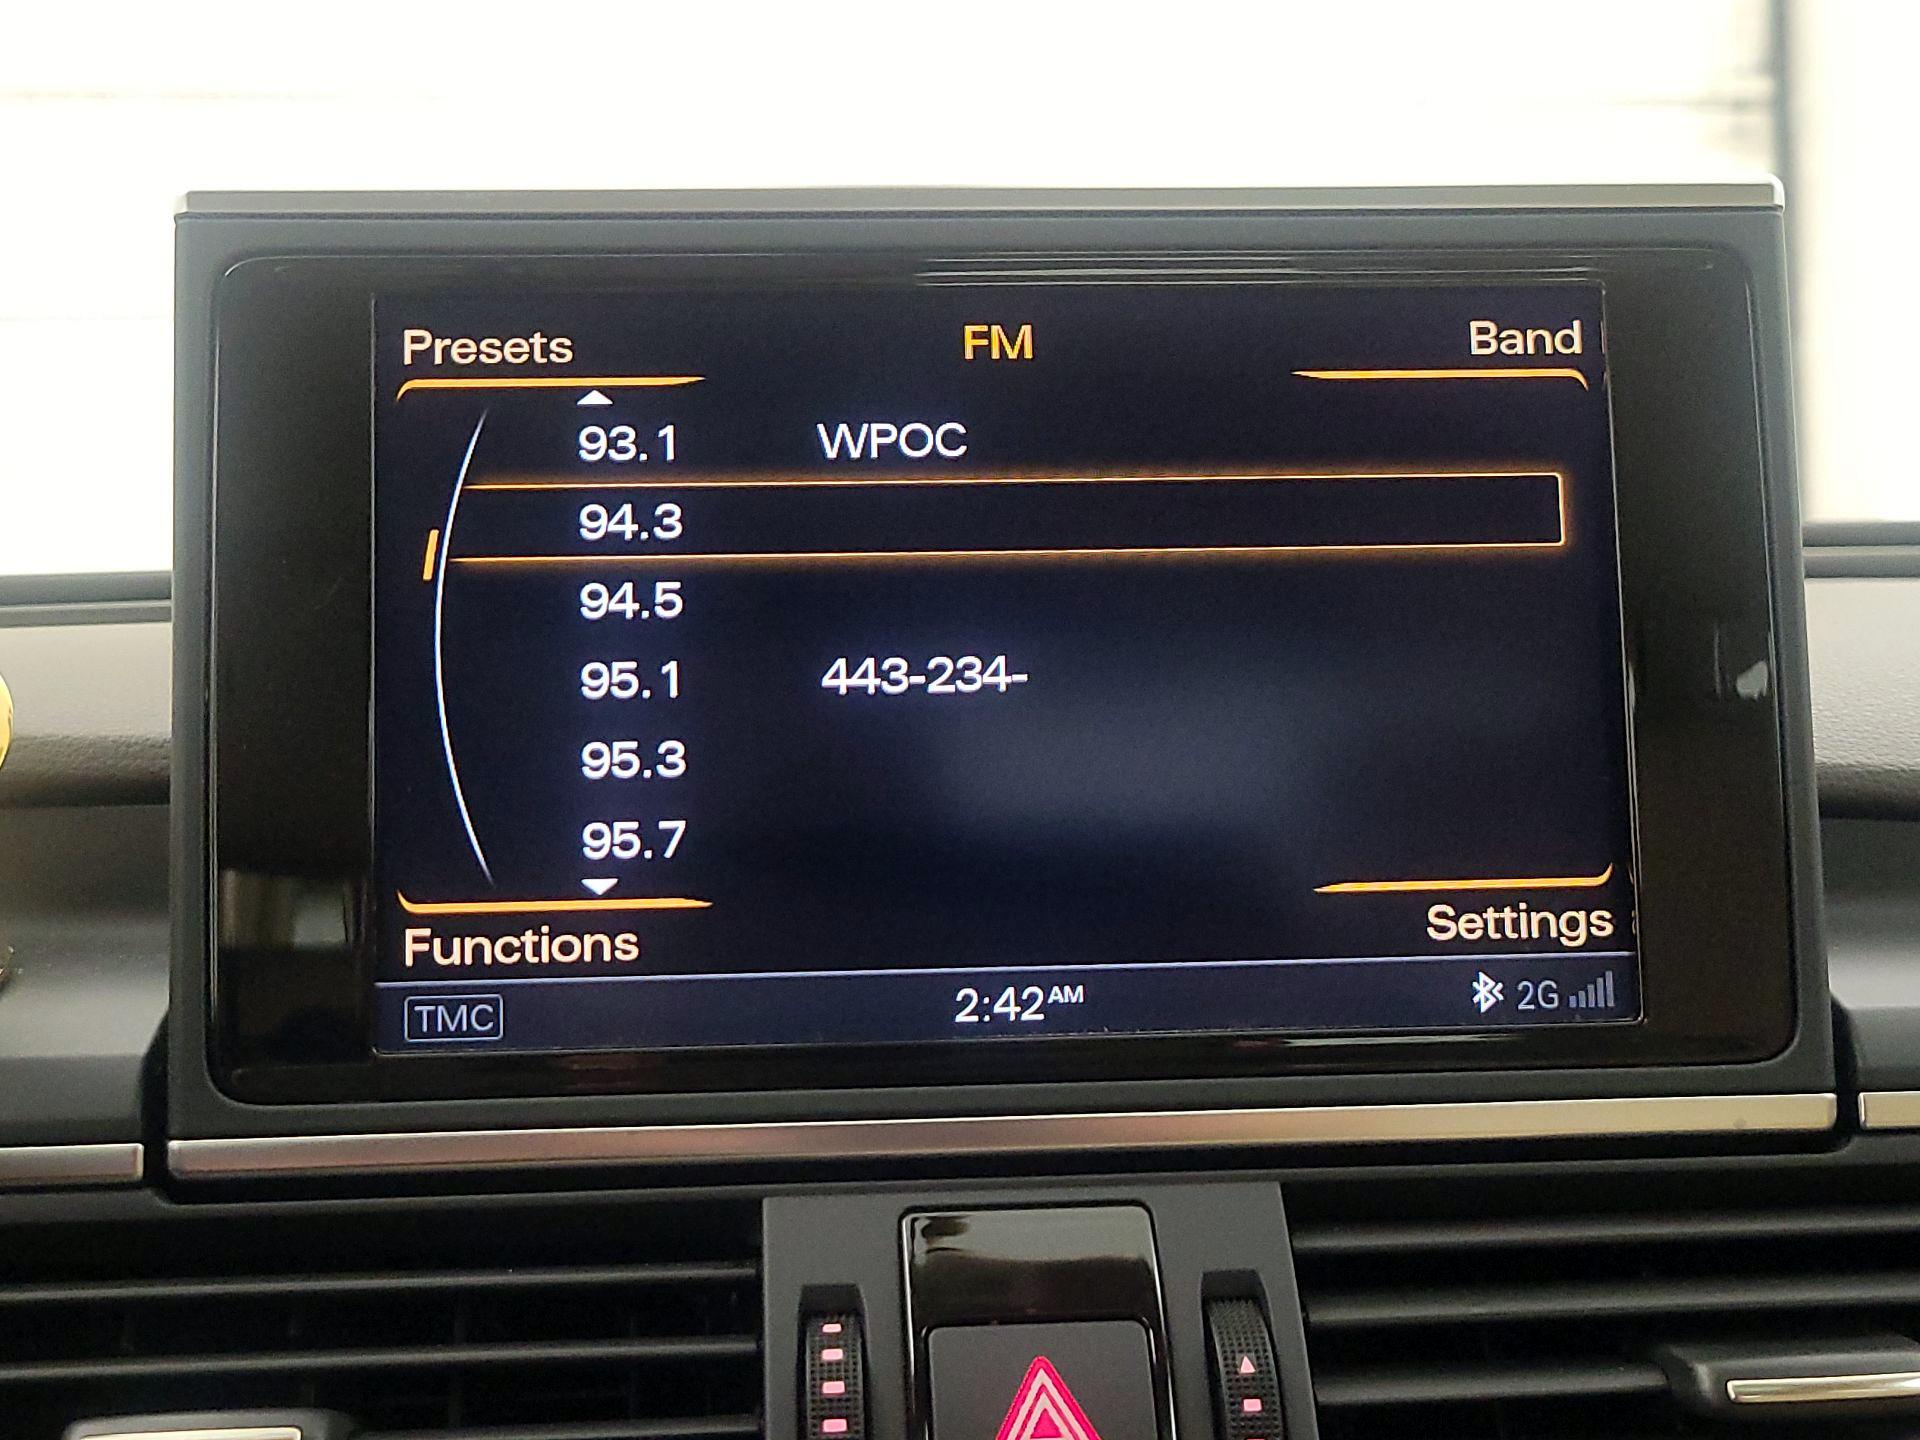 Presets FM Band
93.1 WPOC
94.3
94.5
95.1 443-234-
95.3
95.7
Functions Settings
TMC 2:42AM 2G